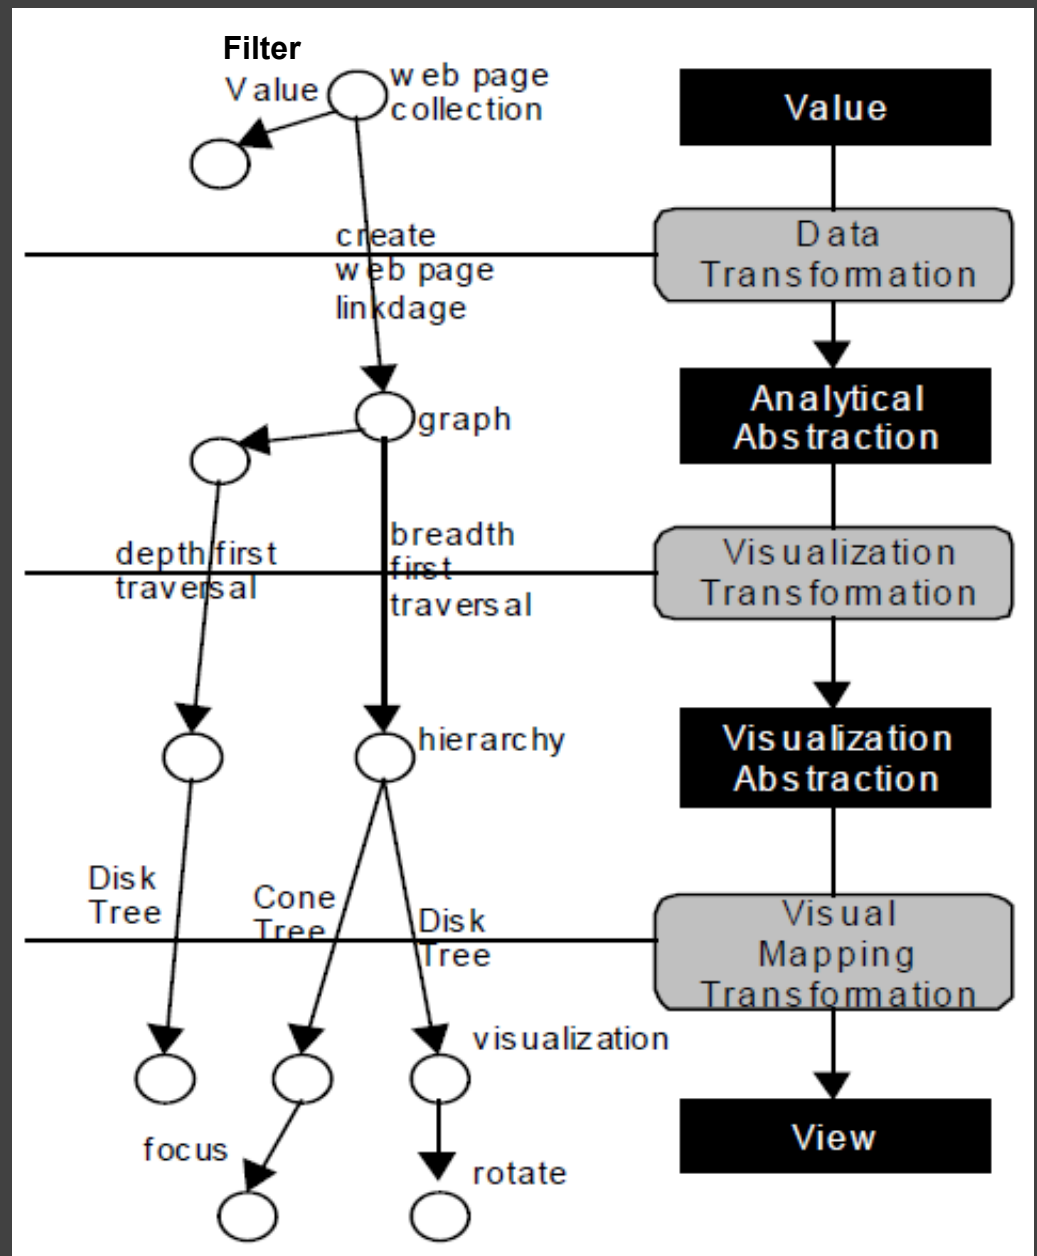 Filter
Value
web page
collection
Value
create
web page
linkdage
Data
Transformation
graph
Analytical
Abstraction
depth first
traversal
breadth
first
traversal
Visualization
Transformation
hierarchy
Visualization
Abstraction
Disk
Tree
Cone
Tree
Disk
Tree
Visual
Mapping
Transformation
visualization
focus
rotate
View